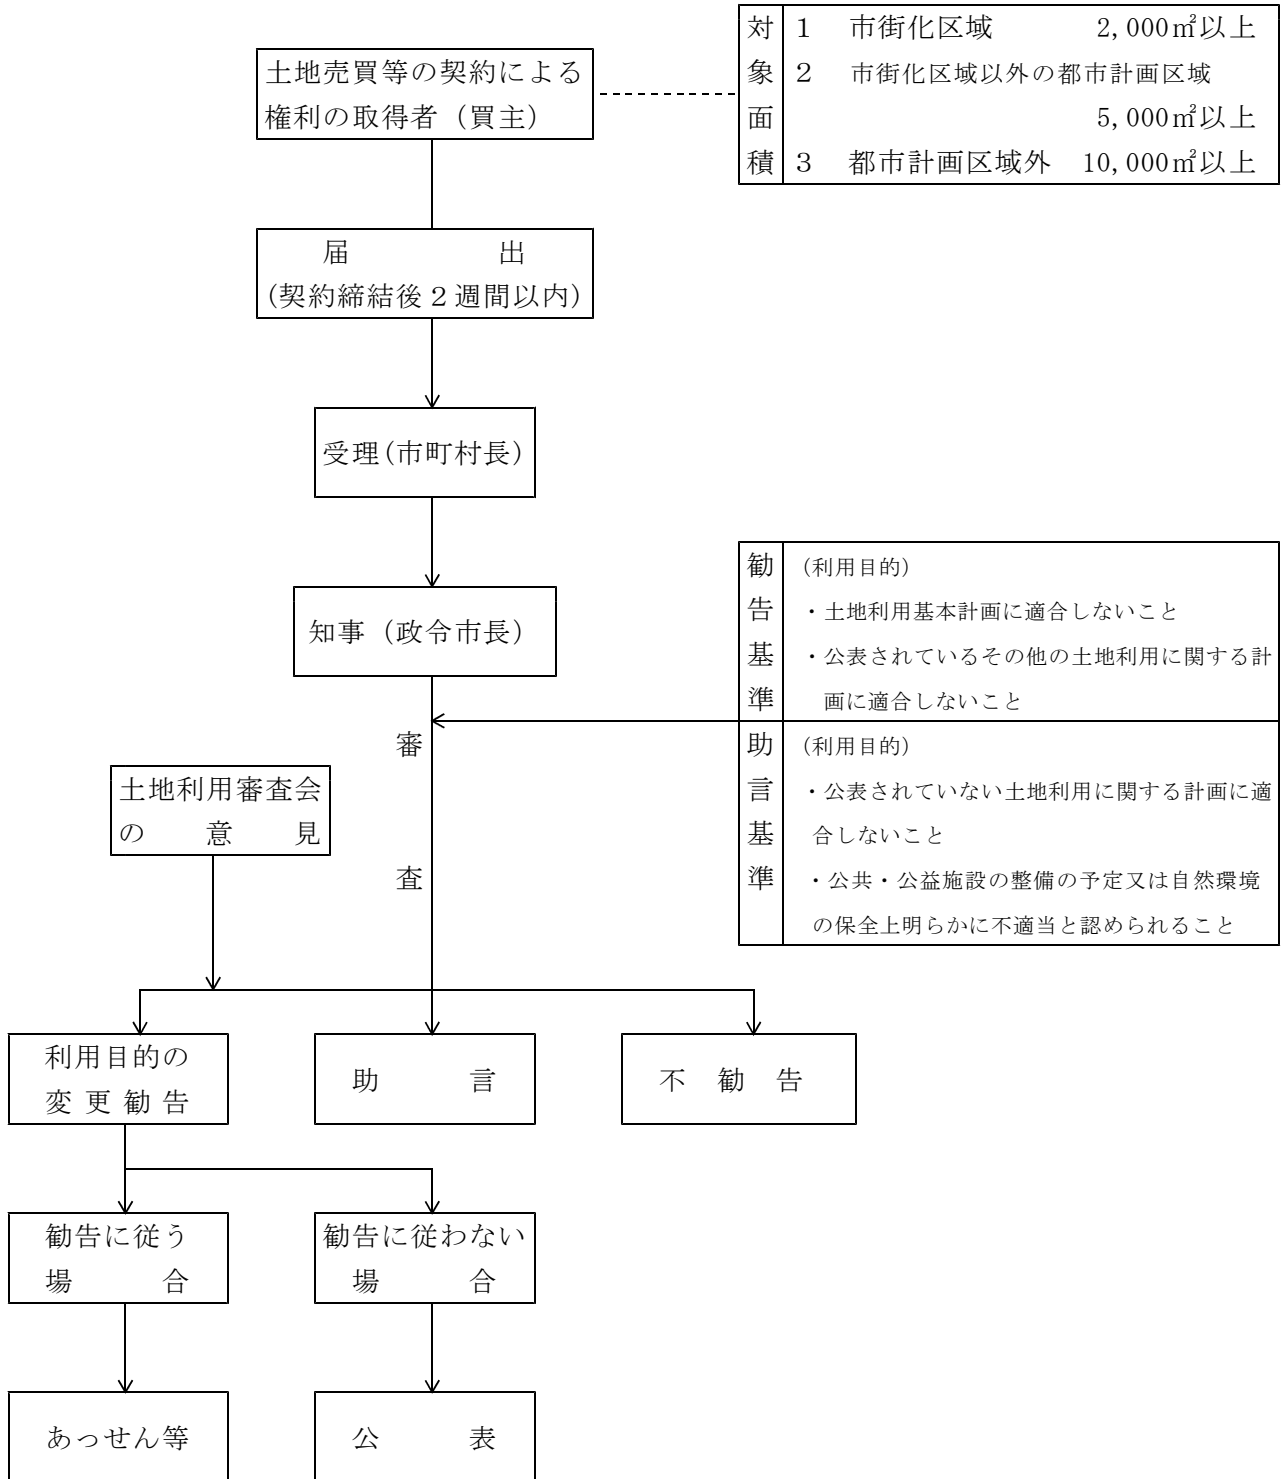 土地売買等の契約による
権利の取得者（買主）
対象面積
1 市街化区域 2,000㎡以上
2 市街化区域以外の都市計画区域
5,000㎡以上
3 都市計画区域外 10,000㎡以上
届出
(契約締結後２週間以内)
受理(市町村長)
知事（政令市長）
勧告基準
（利用目的）
・土地利用基本計画に適合しないこと
・公表されているその他の土地利用に関する計
画に適合しないこと
助言基準
（利用目的）
・公表されていない土地利用に関する計画に適
合しないこと
・公共・公益施設の整備の予定又は自然環境
の保全上明らかに不適当と認められること
審査
土地利用審査会
の意見
利用目的の
変更勧告
助言
不勧告
勧告に従う
場合
勧告に従わない
場合
あっせん等
公表